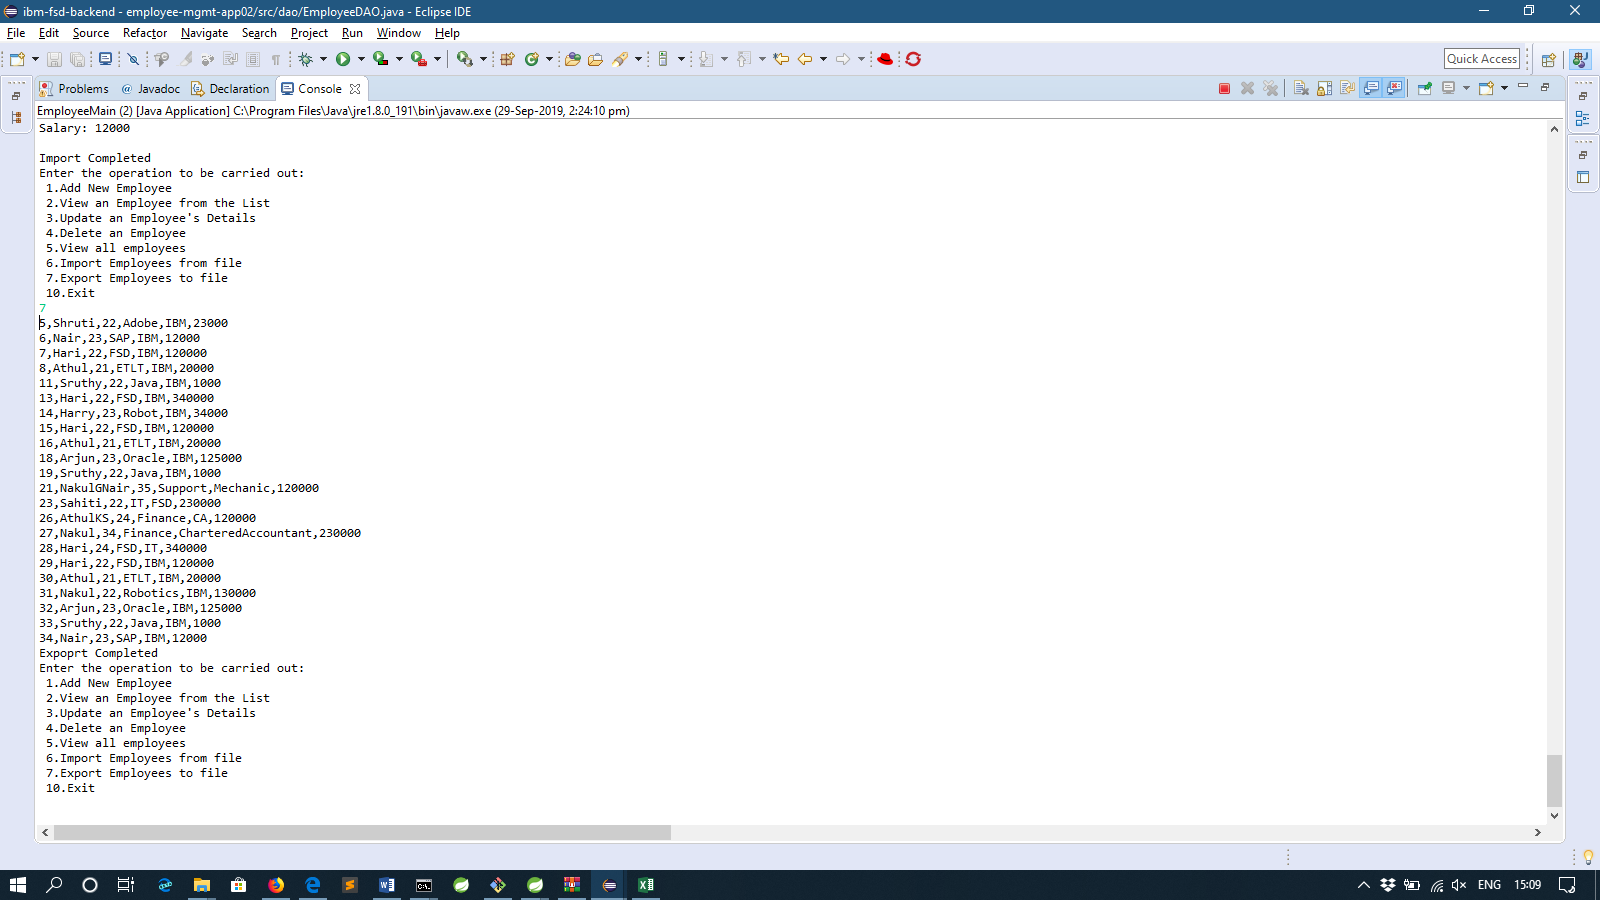 ibm-fsd-backend - employee-mgmt-app02/src/dao/EmployeeDAO.java - Eclipse IDE
File Edit Source Refactor Navigate Search Project Run Window Help
Quick Access
Problems @ Javadoc Declaration Console
EmployeeMain (2) [Java Application] C:\Program Files\Java\jre1.8.0_191\bin\javaw.exe (29-Sep-2019, 2:24:10 pm)
Salary: 12000
Import Completed
Enter the operation to be carried out:
1.Add New Employee
2.View an Employee from the List
3.Update an Employee's Details
4.Delete an Employee
5.View all employees
6.Import Employees from file
7.Export Employees to file
10.Exit
7
5,Shruti,22,Adobe,IBM,23000
6,Nair,23,SAP,IBM,12000
7,Hari,22,FSD,IBM,120000
8,Athul,21,ETLT,IBM,20000
11,Sruthy,22,Java,IBM,1000
13,Hari,22,FSD,IBM,340000
14,Harry,23,Robot,IBM,34000
15,Hari,22,FSD,IBM,120000
16,Athul,21,ETLT,IBM,20000
18,Arjun,23,Oracle,IBM,125000
19,Sruthy,22,Java,IBM,1000
21,NakulGNair,35,Support,Mechanic,120000
23,Sahiti,22,IT,FSD,230000
26,AthulKS,24,Finance,CA,120000
27,Nakul,34,Finance,CharteredAccountant,230000
28,Hari,24,FSD,IT,340000
29,Hari,22,FSD,IBM,120000
30,Athul,21,ETLT,IBM,20000
31,Nakul,22,Robotics,IBM,130000
32,Arjun,23,Oracle,IBM,125000
33,Sruthy,22,Java,IBM,1000
34,Nair,23,SAP,IBM,12000
Expoprt Completed
Enter the operation to be carried out:
1.Add New Employee
2.View an Employee from the List
3.Update an Employee's Details
4.Delete an Employee
5.View all employees
6.Import Employees from file
7.Export Employees to file
10.Exit
ENG 15:09